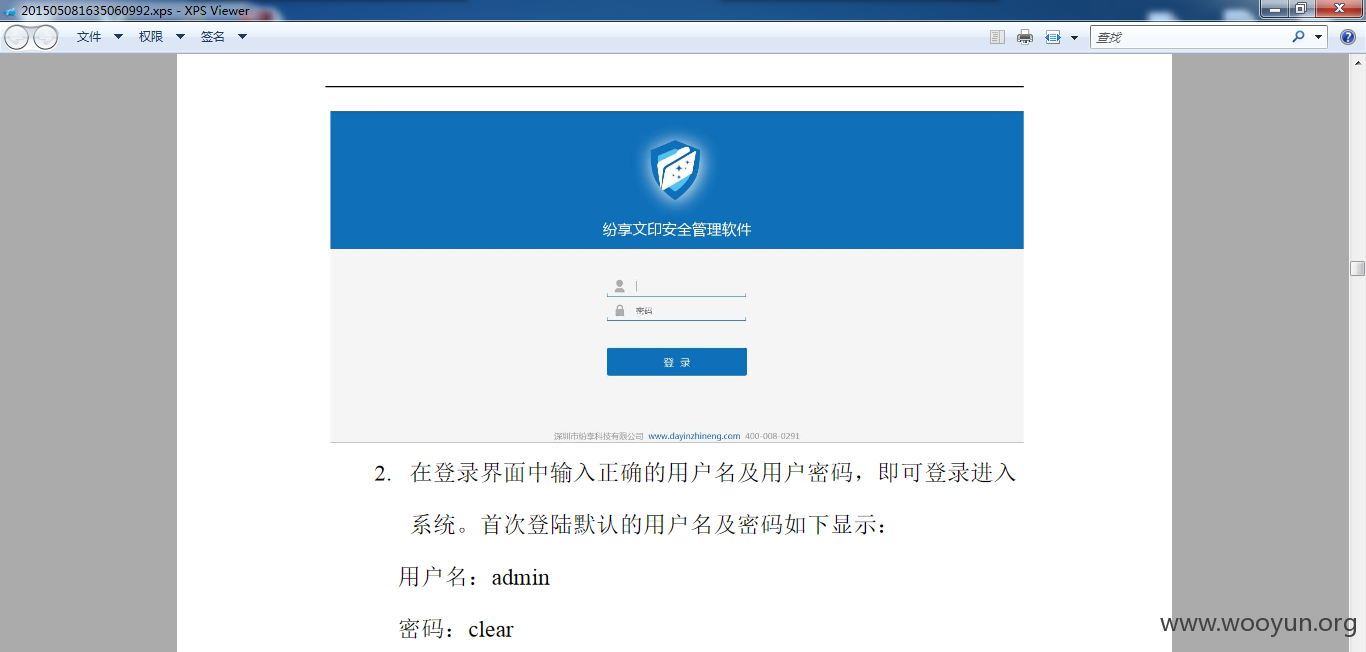 201505081635060992.xps - XPS Viewer
文件 权限 签名 查找
纷享文印安全管理软件
密码
登 录
深圳市纷享科技有限公司 www.dayinzhineng.com 400-008-0291
2. 在登录界面中输入正确的用户名及用户密码，即可登录进入
系统。首次登陆默认的用户名及密码如下显示：
用户名：admin
密码：clear
www.wooyun.org